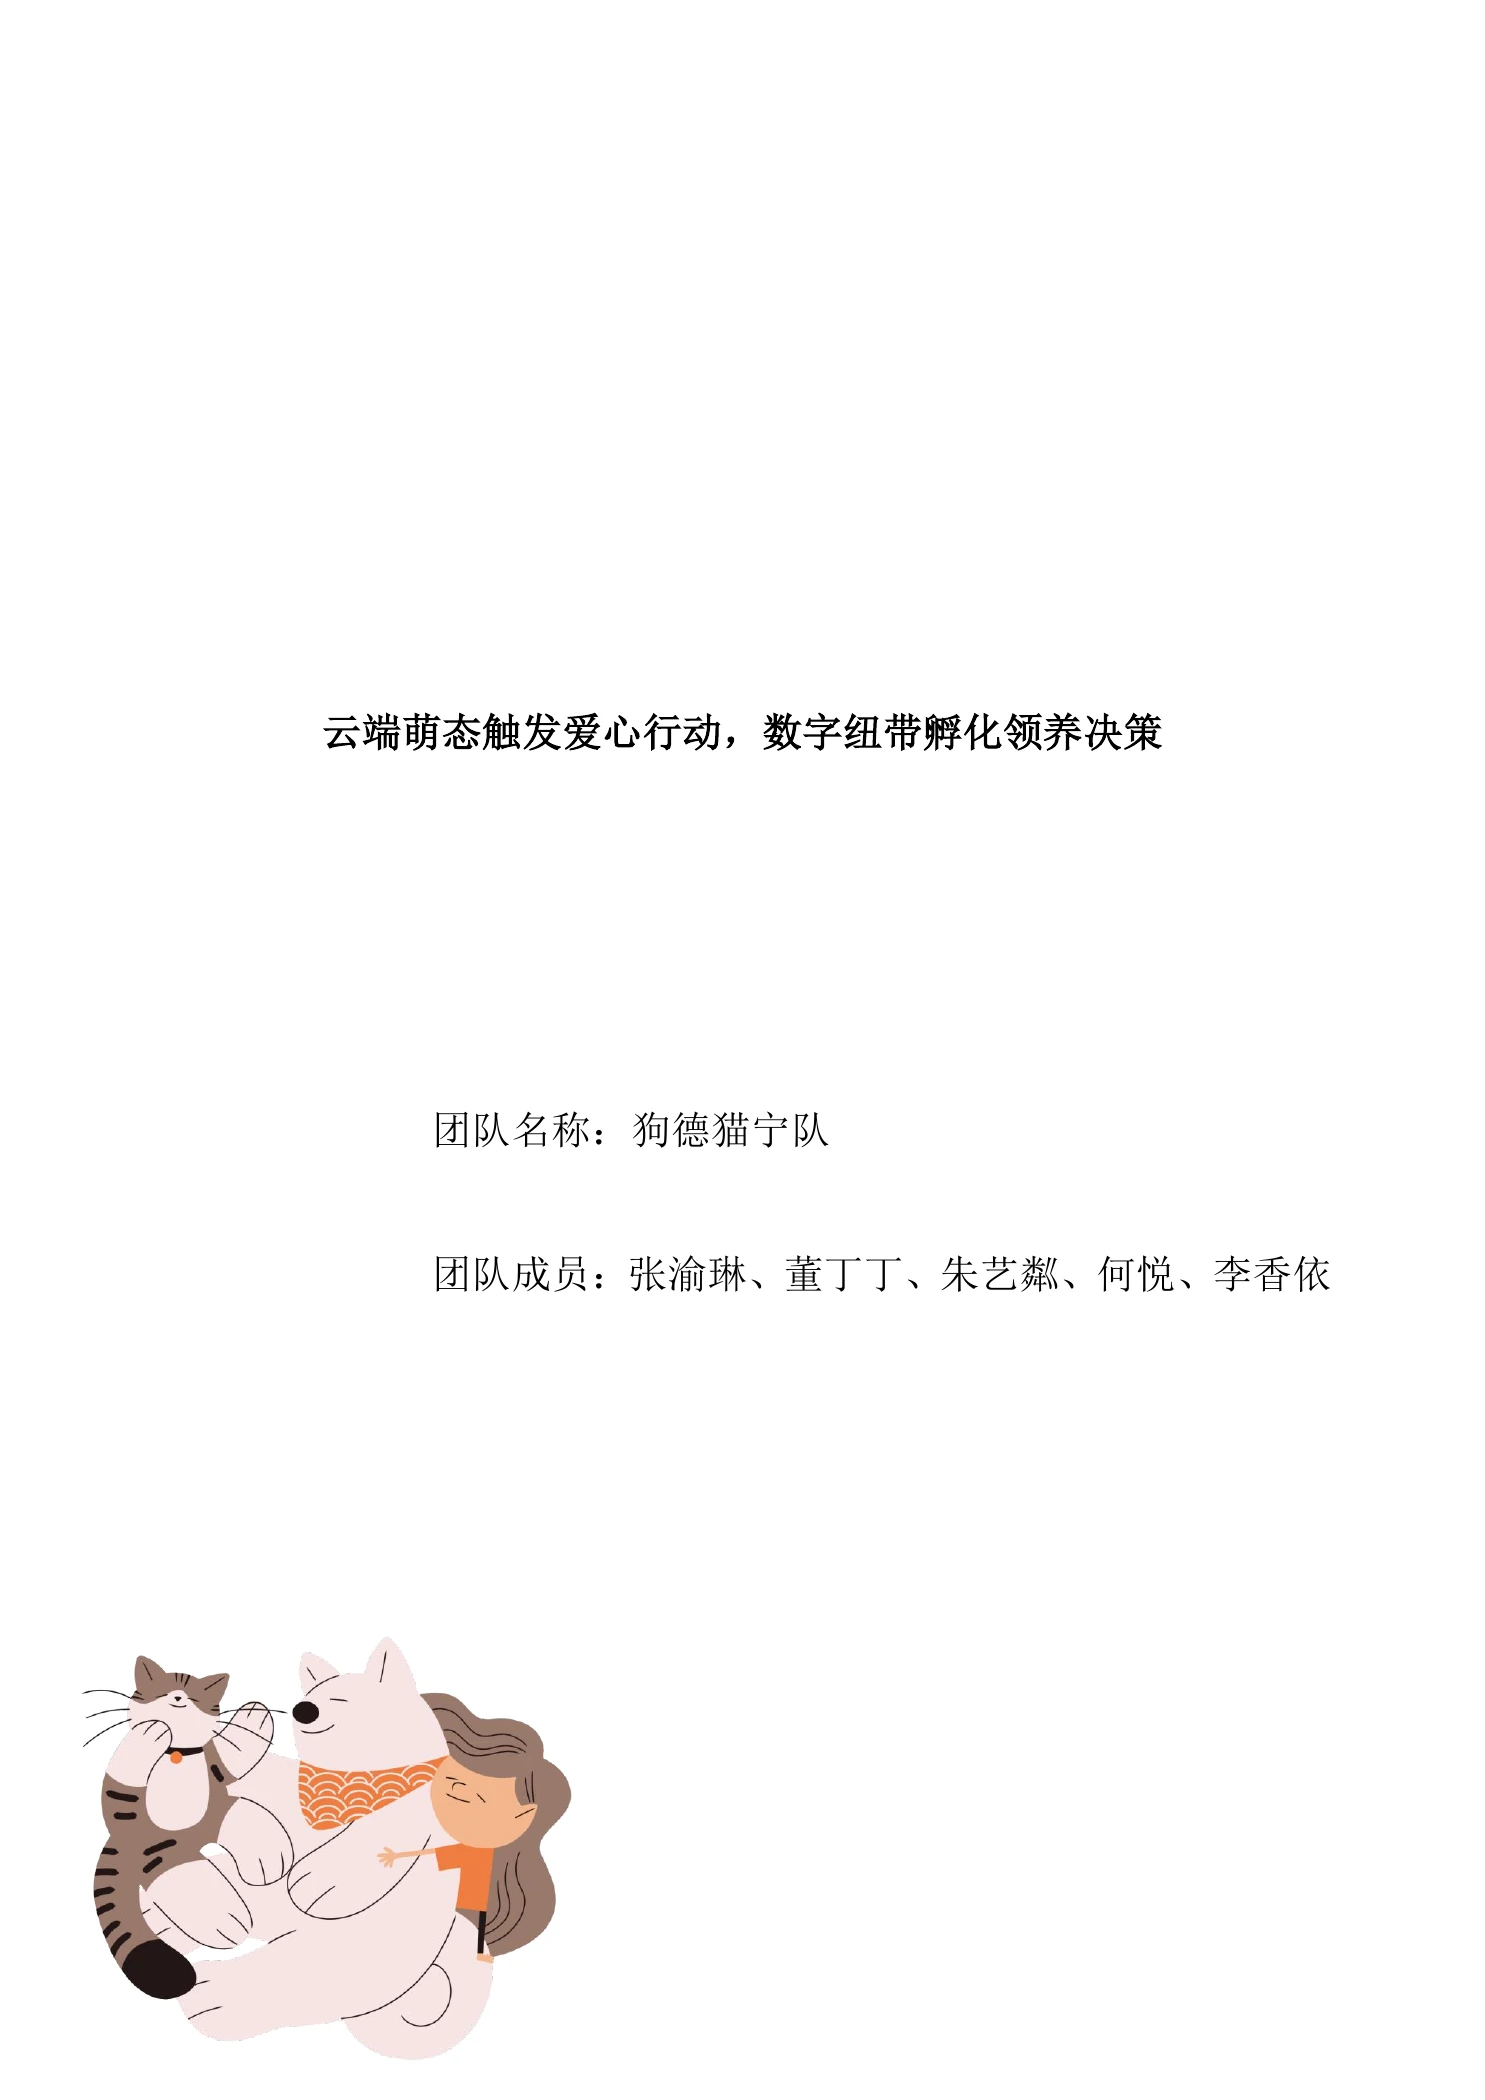 云端萌态触发爱心行动，数字纽带孵化领养决策
团队名称：狗德猫宁队
团队成员：张渝琳、董丁丁、朱艺粼、何悦、李香依